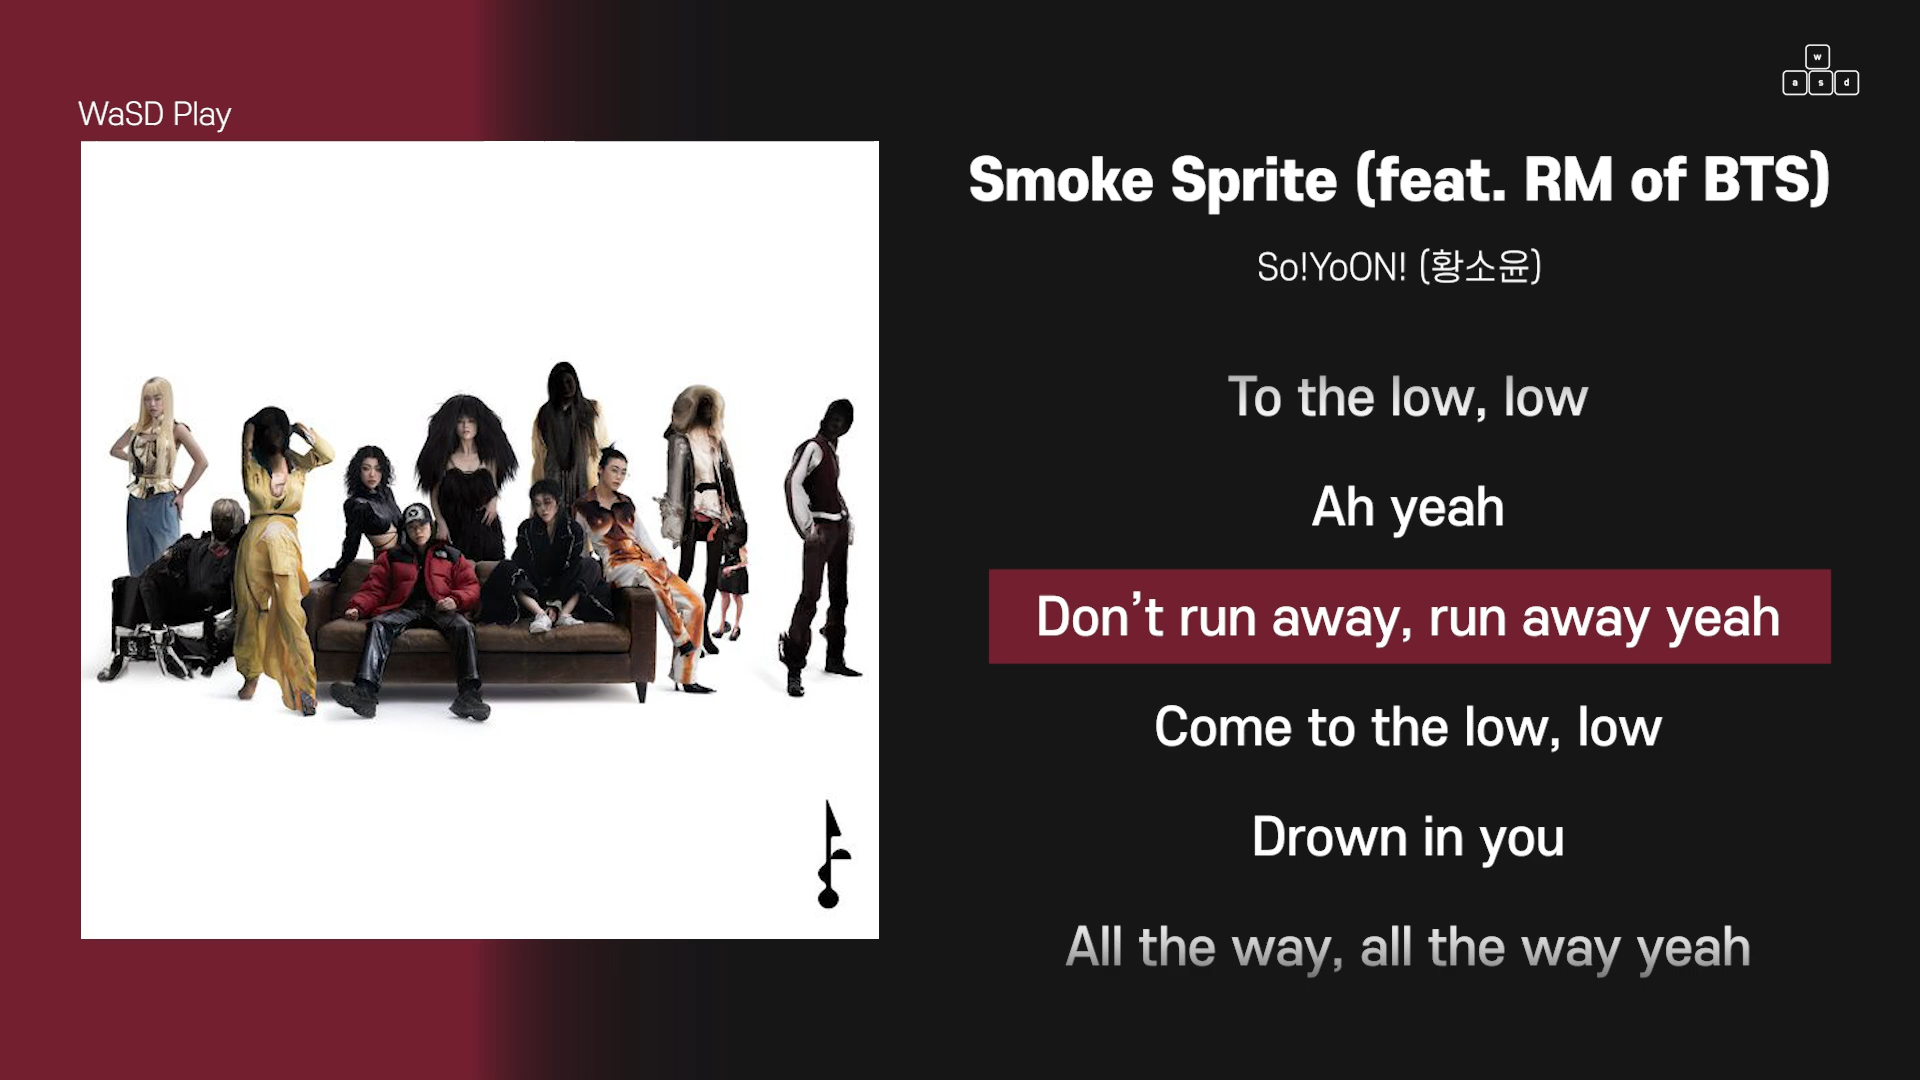 WaSD Play
w
a s d
Smoke Sprite (feat. RM of BTS)
So!YoON! (황소윤)
To the low, low
Ah yeah
Don’t run away, run away yeah
Come to the low, low
Drown in you
All the way, all the way yeah